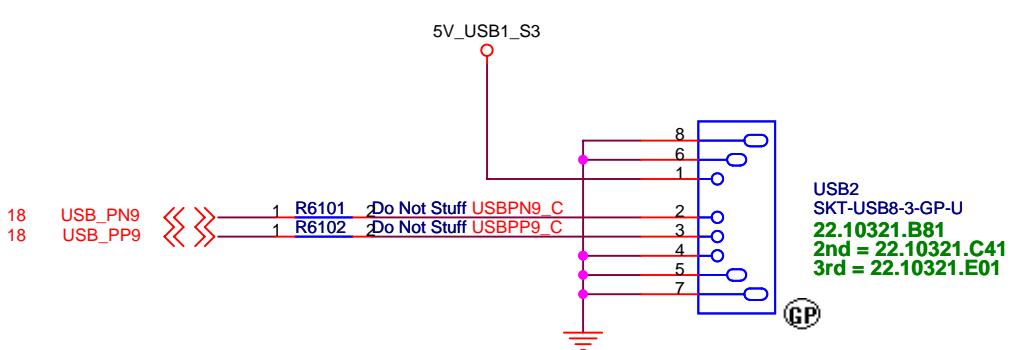 5V_USB1_S3
8
6
1
USB2
SKT-USB8-3-GP-U
22.10321.B81
2nd = 22.10321.C41
3rd = 22.10321.E01
18 USB_PN9 1 R6101 2 Do Not Stuff USBPN9_C 2
18 USB_PP9 1 R6102 2 Do Not Stuff USBPP9_C 3
4
5
7
GP